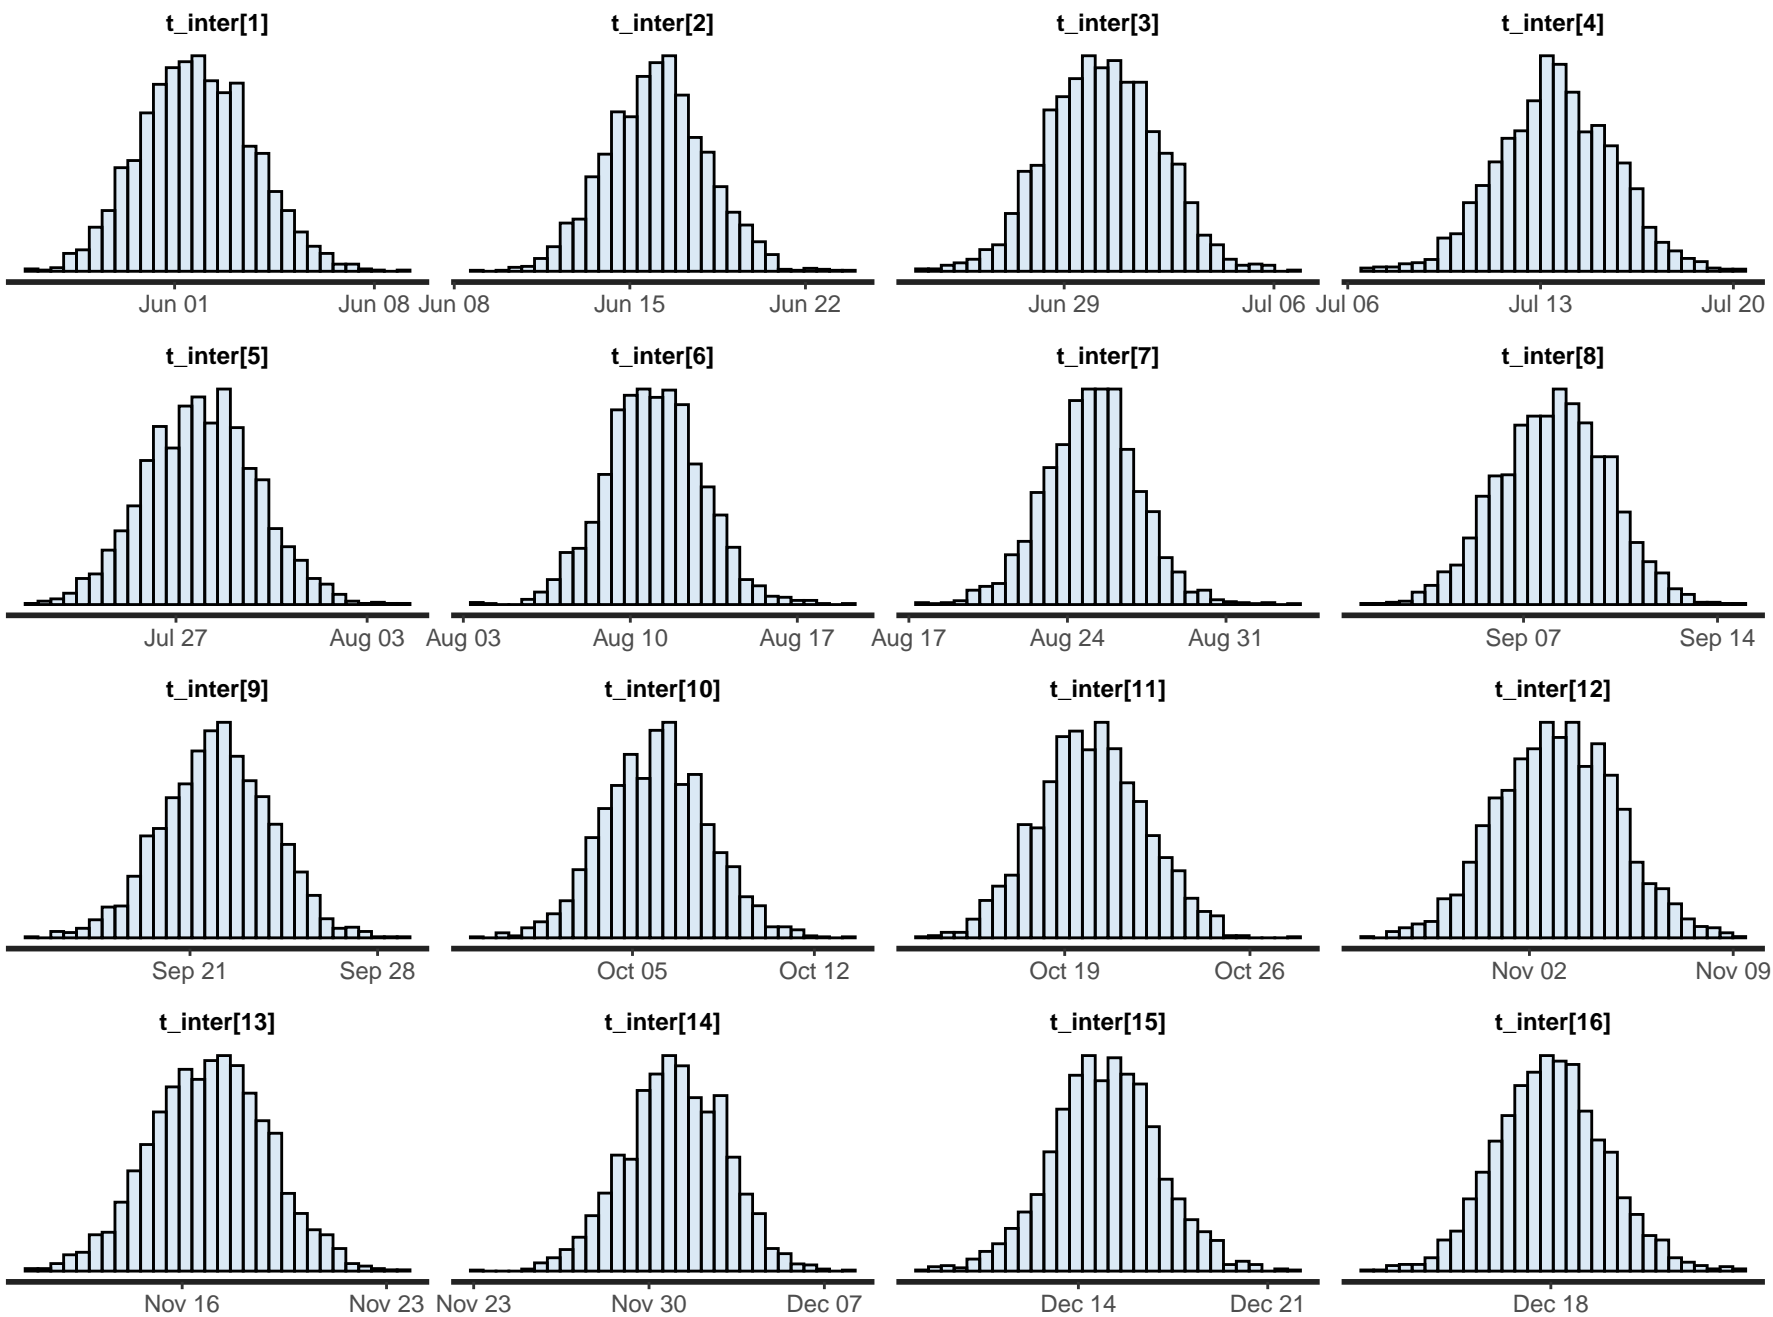 t_inter[1] t_inter[2] t_inter[3] t_inter[4]
Jun 01 Jun 08 Jun 08 Jun 15 Jun 22 Jun 29 Jul 06 Jul 06 Jul 13 Jul 20
t_inter[5] t_inter[6] t_inter[7] t_inter[8]
Jul 27 Aug 03 Aug 03 Aug 10 Aug 17 Aug 17 Aug 24 Aug 31 Sep 07 Sep 14
t_inter[9] t_inter[10] t_inter[11] t_inter[12]
Sep 21 Sep 28 Oct 05 Oct 12 Oct 19 Oct 26 Nov 02 Nov 09
t_inter[13] t_inter[14] t_inter[15] t_inter[16]
Nov 16 Nov 23 Nov 23 Nov 30 Dec 07 Dec 14 Dec 21 Dec 18